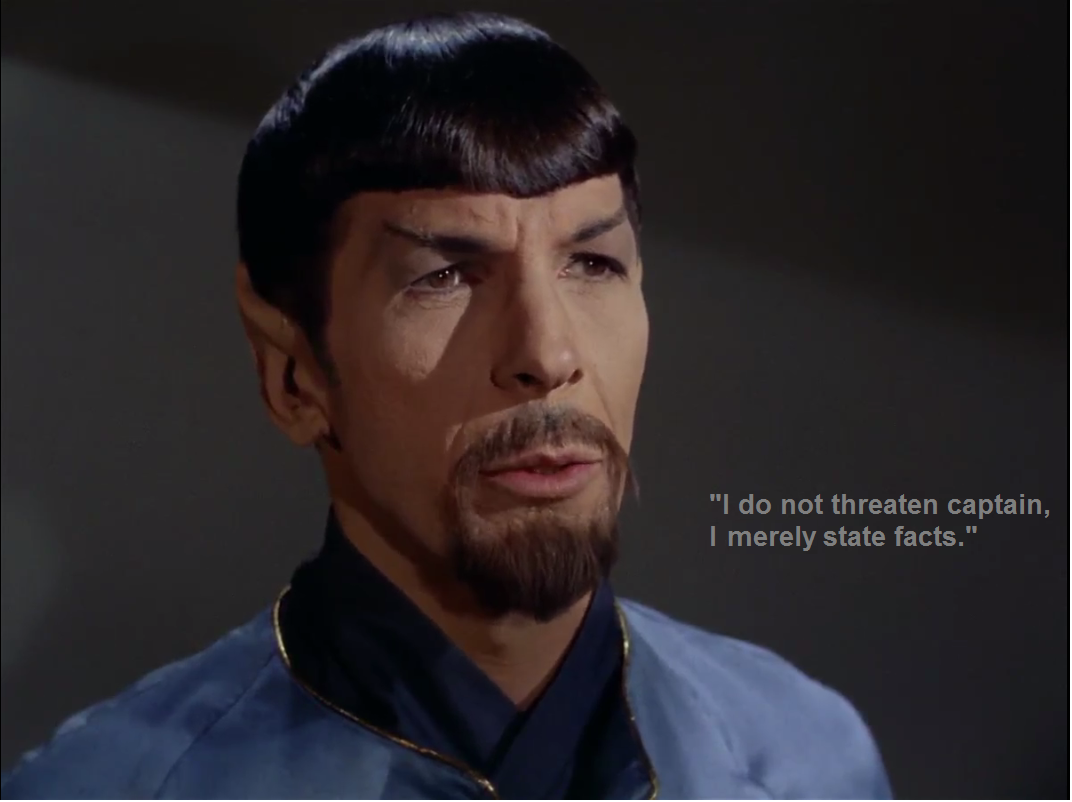 "I do not threaten captain,
I merely state facts."